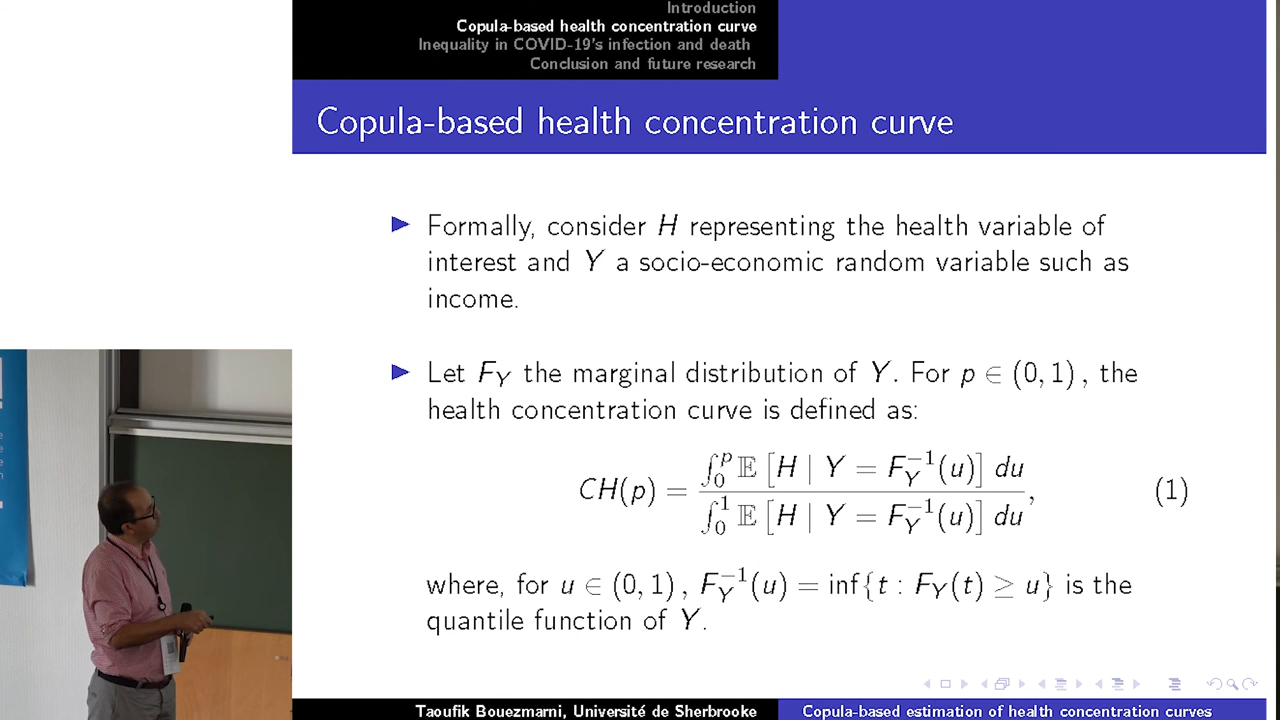 Introduction
Copula-based health concentration curve
Inequality in COVID-19's infection and death
Conclusion and future research
Copula-based health concentration curve
Formally, consider H representing the health variable of
interest and Y a socio-economic random variable such as
income.
Let F_Y the marginal distribution of Y. For p ∈ (0, 1), the
health concentration curve is defined as:
CH(p) = \frac{\int_0^p 𝔼[H | Y = F_Y^{-1}(u)] du}{\int_0^1 𝔼[H | Y = F_Y^{-1}(u)] du}, (1)
where, for u ∈ (0, 1), F_Y^{-1}(u) = inf{t : F_Y(t) ≥ u} is the
quantile function of Y.
Taoufik Bouezmarni, Université de Sherbrooke
Copula-based estimation of health concentration curves